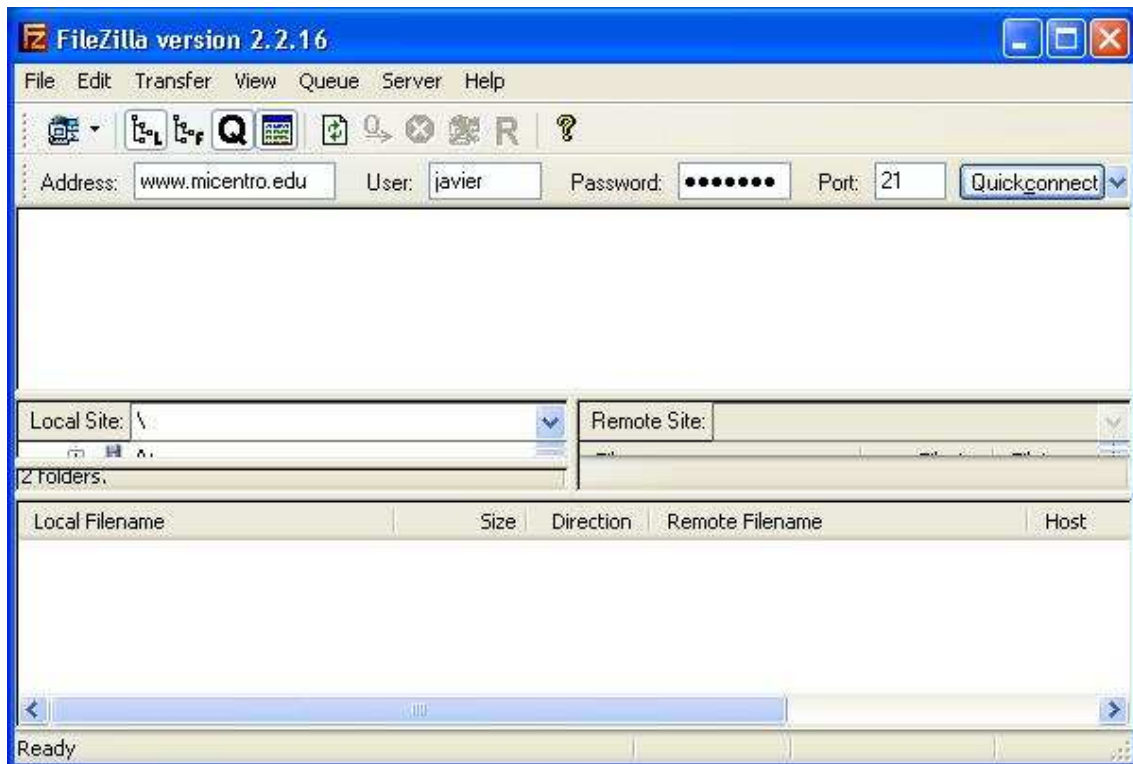 FileZilla version 2.2.16
File Edit Transfer View Queue Server Help
L F Q R ?
Address: www.micentro.edu User: javier Password: ●●●●●●● Port: 21 Quickconnect
Local Site: \ Remote Site:
2 folders.
Local Filename Size Direction Remote Filename Host
Ready